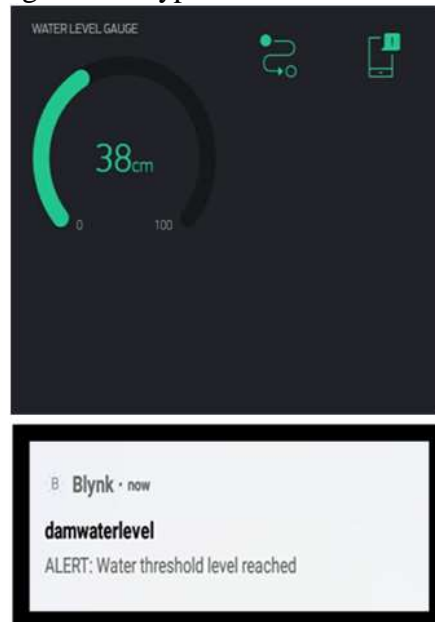 WATER LEVEL GAUGE
!
38cm
0 100
B Blynk · now
damwaterlevel
ALERT: Water threshold level reached